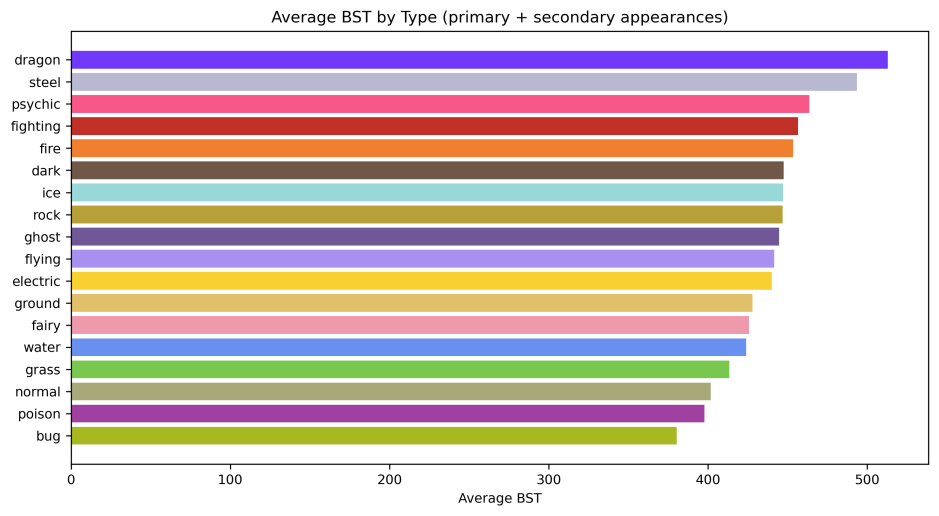 Average BST by Type (primary + secondary appearances)
dragon
steel
psychic
fighting
fire
dark
ice
rock
ghost
flying
electric
ground
fairy
water
grass
normal
poison
bug
0 100 200 300 400 500
Average BST